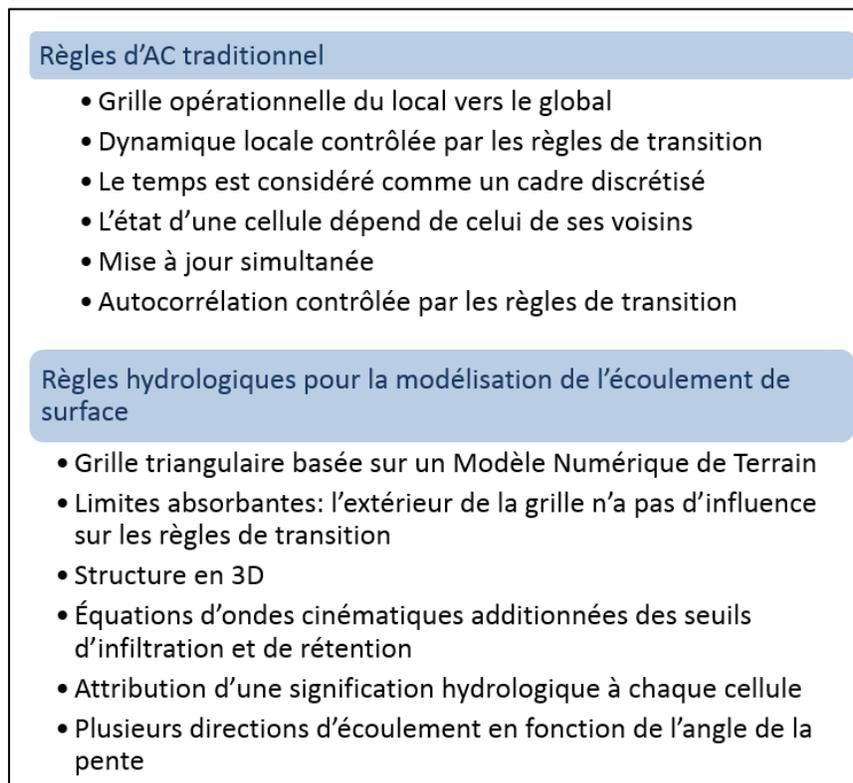 Règles d’AC traditionnel
• Grille opérationnelle du local vers le global
• Dynamique locale contrôlée par les règles de transition
• Le temps est considéré comme un cadre discrétisé
• L’état d’une cellule dépend de celui de ses voisins
• Mise à jour simultanée
• Autocorrélation contrôlée par les règles de transition
Règles hydrologiques pour la modélisation de l’écoulement de
surface
• Grille triangulaire basée sur un Modèle Numérique de Terrain
• Limites absorbantes: l’extérieur de la grille n’a pas d’influence
sur les règles de transition
• Structure en 3D
• Équations d’ondes cinématiques additionnées des seuils
d’infiltration et de rétention
• Attribution d’une signification hydrologique à chaque cellule
• Plusieurs directions d’écoulement en fonction de l’angle de la
pente